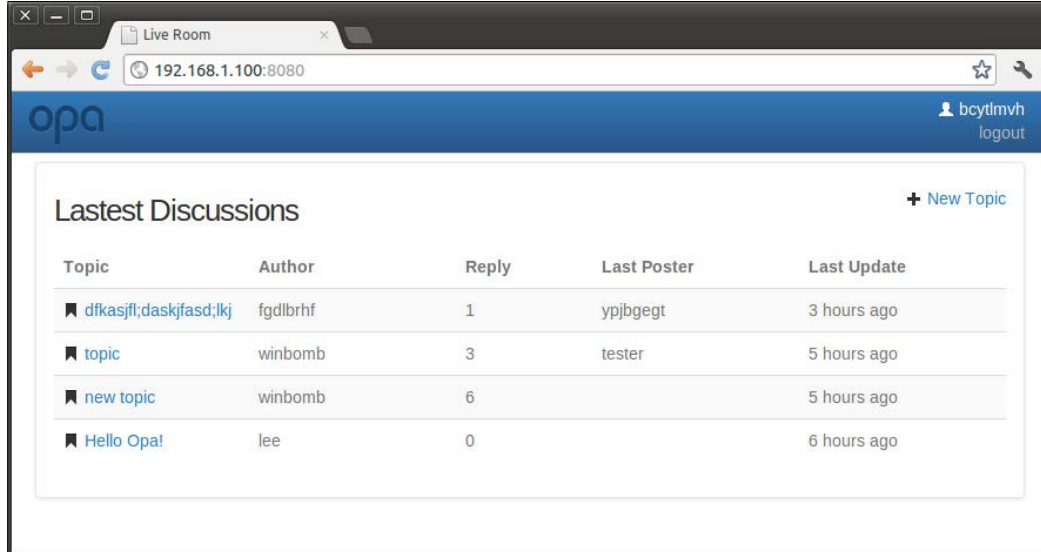 Live Room
192.168.1.100:8080
opa
bcytlmvh
logout
Lastest Discussions
New Topic
Topic Author Reply Last Poster Last Update
dfkasjfl;daskjfasd;lkj fgdlbrhf 1 ypjbgegt 3 hours ago
topic winbomb 3 tester 5 hours ago
new topic winbomb 6 5 hours ago
Hello Opa! lee 0 6 hours ago